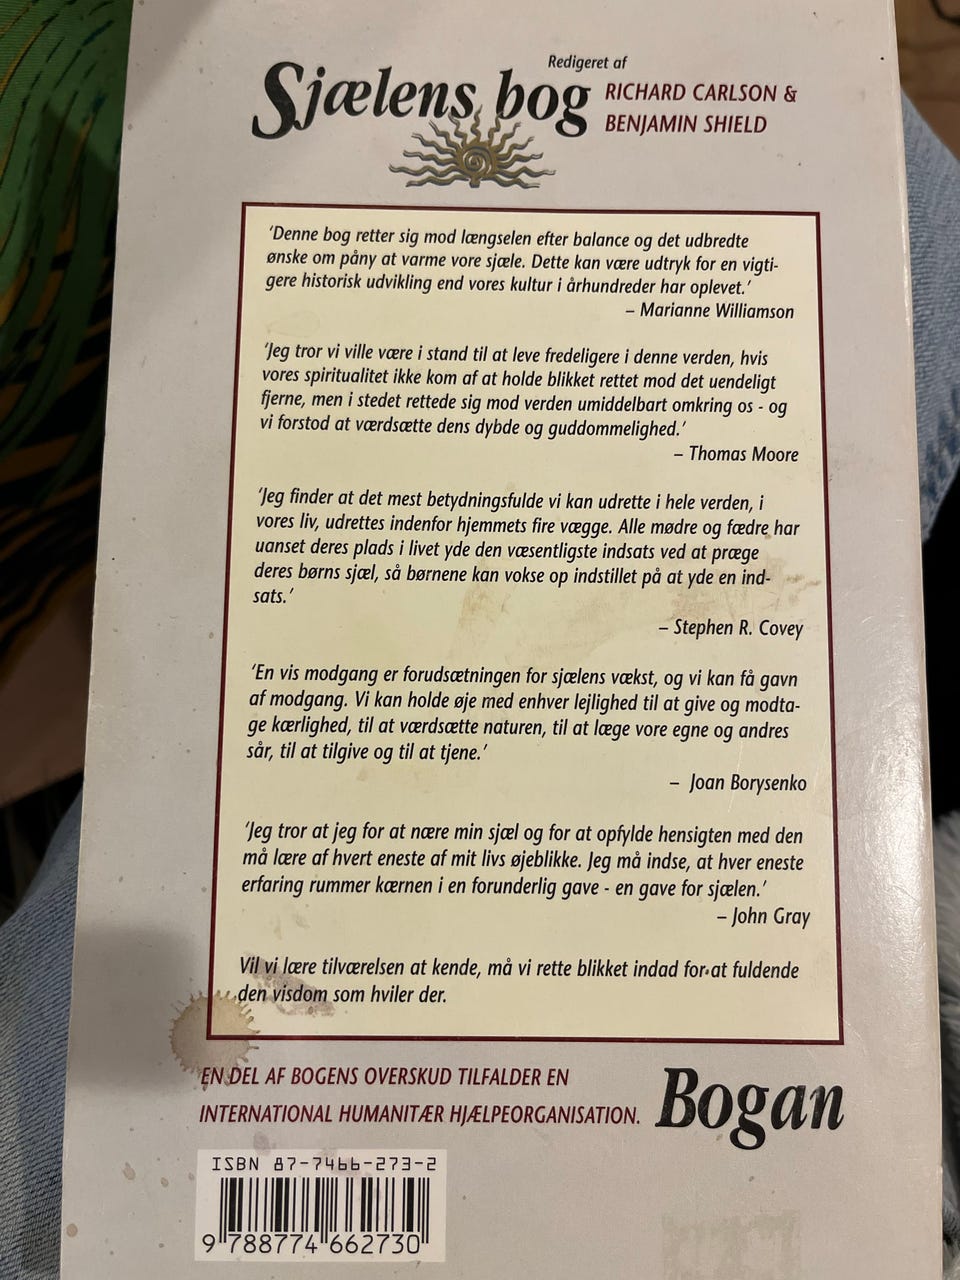 Redigeret af
Sjælens bog
RICHARD CARLSON &
BENJAMIN SHIELD
‘Denne bog retter sig mod længselen efter balance og det udbredte
ønske om påny at varme vore sjæle. Dette kan være udtryk for en vigti-
gere historisk udvikling end vores kultur i århundreder har oplevet.’
– Marianne Williamson
‘Jeg tror vi ville være i stand til at leve fredeligere i denne verden, hvis
vores spiritualitet ikke kom af at holde blikket rettet mod det uendeligt
fjerne, men i stedet rettede sig mod verden umiddelbart omkring os - og
vi forstod at værdsætte dens dybde og guddommelighed.’
– Thomas Moore
‘Jeg finder at det mest betydningsfulde vi kan udrette i hele verden, i
vores liv, udrettes indenfor hjemmets fire vægge. Alle mødre og fædre har
uanset deres plads i livet yde den væsentligste indsats ved at præge
deres børns sjæl, så børnene kan vokse op indstillet på at yde en ind-
sats.’
– Stephen R. Covey
‘En vis modgang er forudsætningen for sjælens vækst, og vi kan få gavn
af modgang. Vi kan holde øje med enhver lejlighed til at give og modta-
ge kærlighed, til at værdsætte naturen, til at læge vore egne og andres
sår, til at tilgive og til at tjene.’
– Joan Borysenko
‘Jeg tror at jeg for at nære min sjæl og for at opfylde hensigten med den
må lære af hvert eneste af mit livs øjeblikke. Jeg må indse, at hver eneste
erfaring rummer kærnen i en forunderlig gave - en gave for sjælen.’
– John Gray
Vil vi lære tilværelsen at kende, må vi rette blikket indad for at fuldende
den visdom som hviler der.
EN DEL AF BOGENS OVERSKUD TILFALDER EN
INTERNATIONAL HUMANITÆR HJÆLPEORGANISATION.
Bogan
ISBN 87-7466-273-2
9 788774 662730